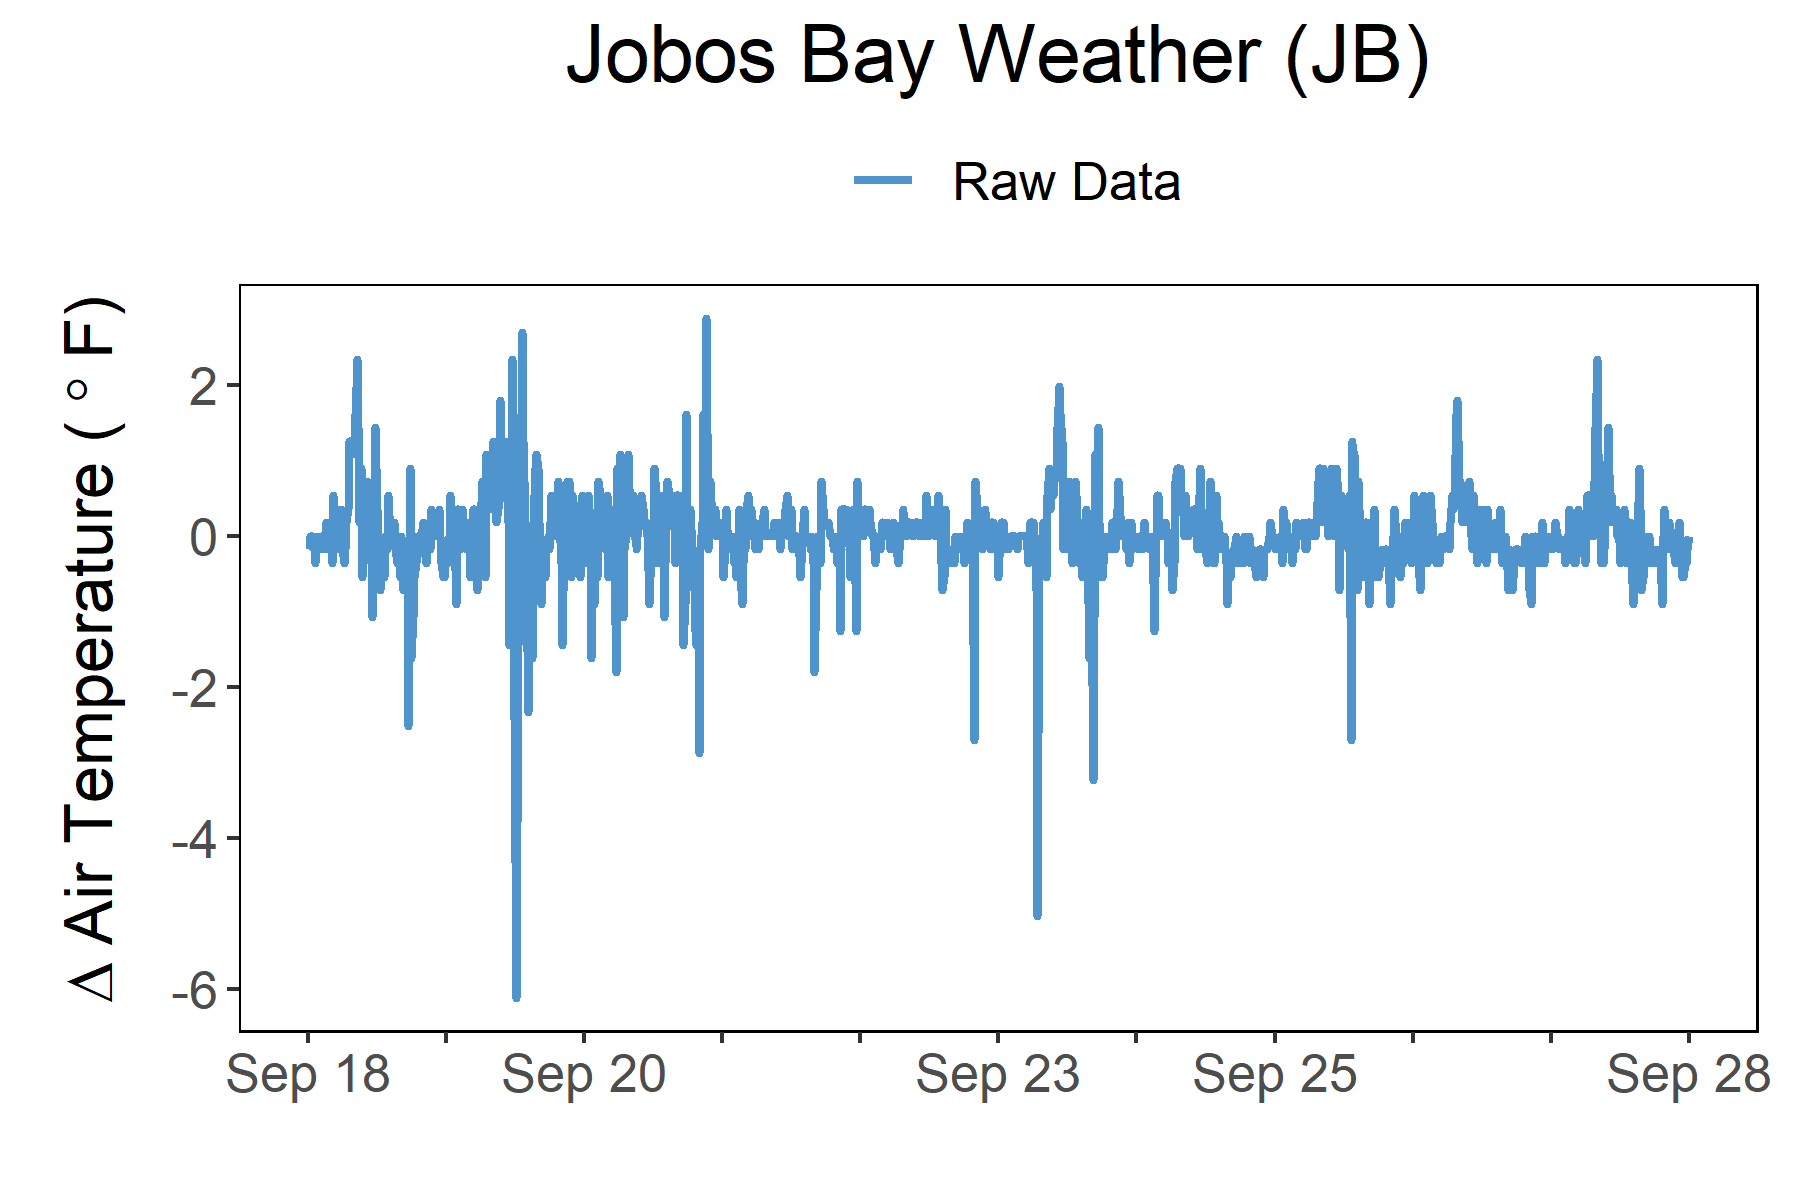 Jobos Bay Weather (JB)
Raw Data
Δ Air Temperature ( ° F)
2
0
-2
-4
-6
Sep 18
Sep 20
Sep 23
Sep 25
Sep 28